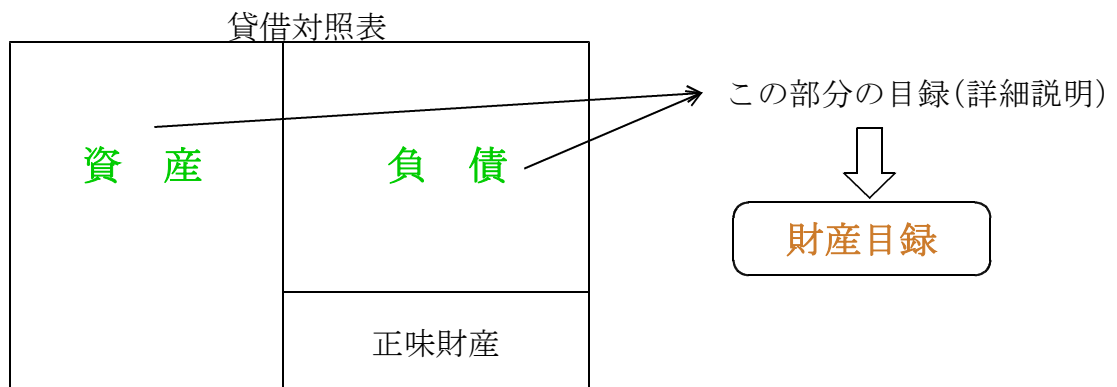 貸借対照表
この部分の目録(詳細説明)
資 産
負 債
財産目録
正味財産